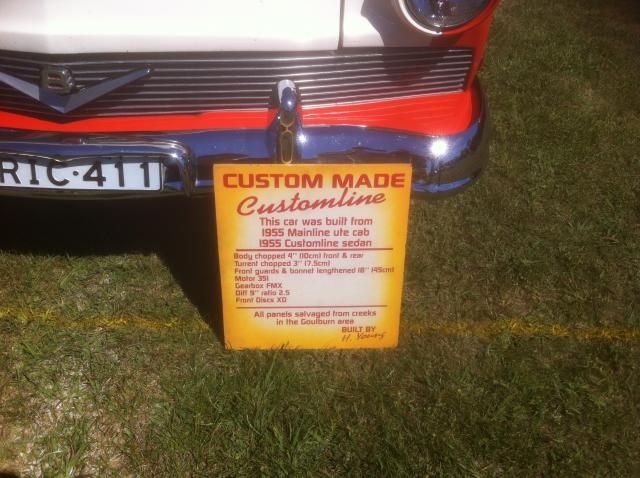 RIC·411
CUSTOM MADE
Customline
This car was built from
1955 Mainline ute cab
1955 Customline sedan
Body chopped 4" (10cm) front & rear
Turrent chopped 3" (7.5cm)
Front guards & bonnet lengthened 18" (45cm)
Motor 351
Gearbox FMX
Diff 9" ratio 2.5
Front Discs XD
All panels salvaged from creeks
in the Goulburn area
BUILT BY
H. Young